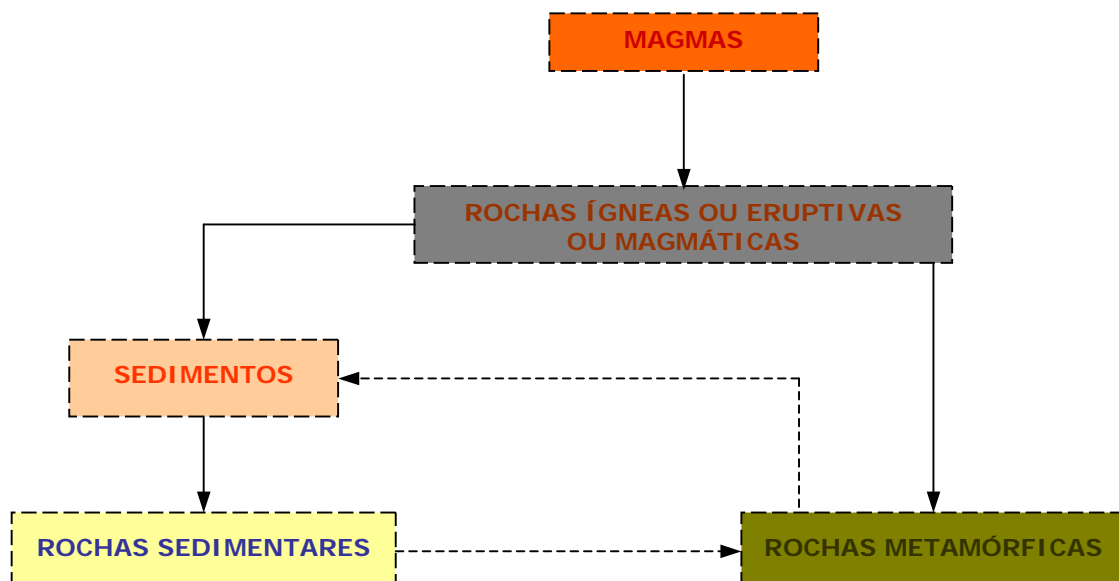 MAGMAS
ROCHAS ÍGNEAS OU ERUPTIVAS
OU MAGMÁTICAS
SEDIMENTOS
ROCHAS SEDIMENTARES
ROCHAS METAMÓRFICAS